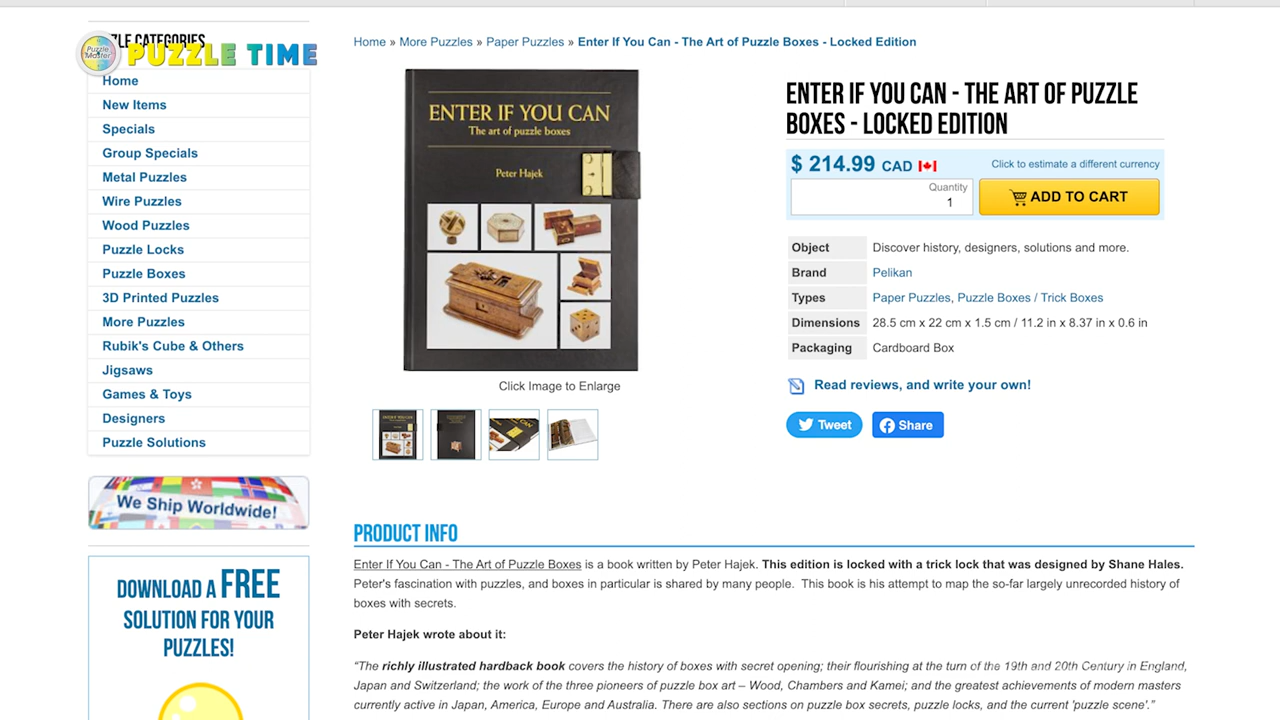 PUZZLE CATEGORIES
Puzzle Master
PUZZLE TIME
Home
New Items
Specials
Group Specials
Metal Puzzles
Wire Puzzles
Wood Puzzles
Puzzle Locks
Puzzle Boxes
3D Printed Puzzles
More Puzzles
Rubik's Cube & Others
Jigsaws
Games & Toys
Designers
Puzzle Solutions
We Ship Worldwide!
DOWNLOAD A FREE
SOLUTION FOR YOUR
PUZZLES!
Home » More Puzzles » Paper Puzzles » Enter If You Can - The Art of Puzzle Boxes - Locked Edition
ENTER IF YOU CAN
The art of puzzle boxes
Peter Hajek
Click Image to Enlarge
ENTER IF YOU CAN - THE ART OF PUZZLE
BOXES - LOCKED EDITION
$ 214.99 CAD
Click to estimate a different currency
Quantity
1
ADD TO CART
Object Discover history, designers, solutions and more.
Brand Pelikan
Types Paper Puzzles, Puzzle Boxes / Trick Boxes
Dimensions 28.5 cm x 22 cm x 1.5 cm / 11.2 in x 8.37 in x 0.6 in
Packaging Cardboard Box
Read reviews, and write your own!
Tweet
Share
PRODUCT INFO
Enter If You Can - The Art of Puzzle Boxes is a book written by Peter Hajek. This edition is locked with a trick lock that was designed by Shane Hales.
Peter's fascination with puzzles, and boxes in particular is shared by many people. This book is his attempt to map the so-far largely unrecorded history of
boxes with secrets.
Peter Hajek wrote about it:
“The richly illustrated hardback book covers the history of boxes with secret opening; their flourishing at the turn of the 19th and 20th Century in England,
Japan and Switzerland; the work of the three pioneers of puzzle box art – Wood, Chambers and Kamei; and the greatest achievements of modern masters
currently active in Japan, America, Europe and Australia. There are also sections on puzzle box secrets, puzzle locks, and the current 'puzzle scene'.”